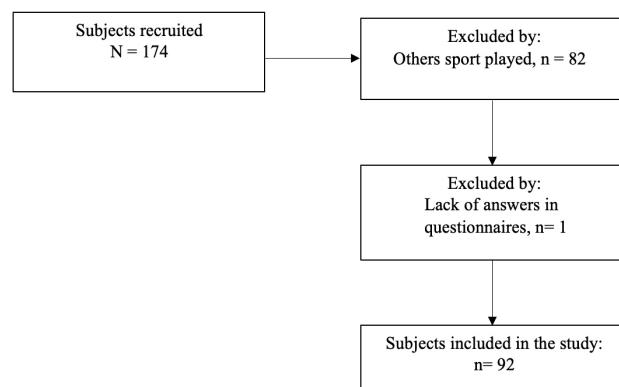 Subjects recruited
N = 174
Excluded by:
Others sport played, n = 82
Excluded by:
Lack of answers in
questionnaires, n= 1
Subjects included in the study:
n= 92